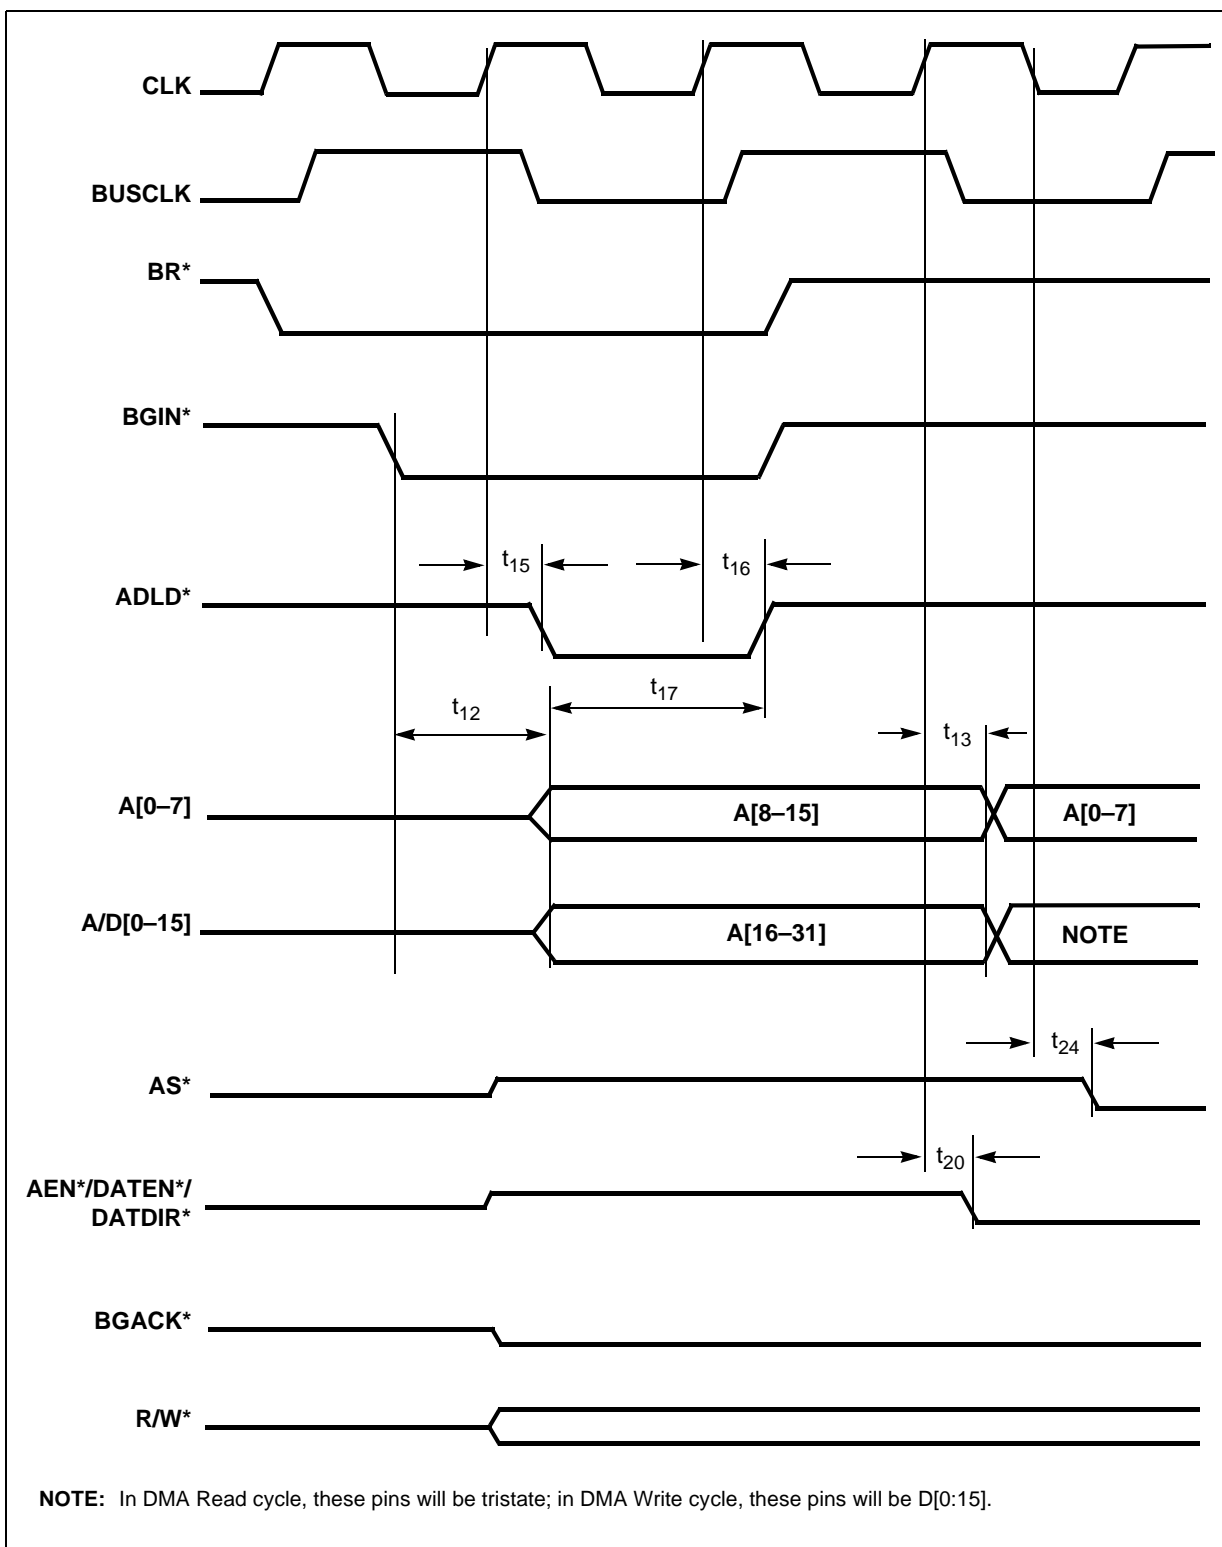 CLK
BUSCLK
BR*
BGIN*
t15
t16
ADLD*
t17
t12
t13
A[0–7]
A[8–15]
A[0–7]
A/D[0–15]
A[16–31]
NOTE
t24
AS*
t20
AEN*/DATEN*/
DATDIR*
BGACK*
R/W*
NOTE: In DMA Read cycle, these pins will be tristate; in DMA Write cycle, these pins will be D[0:15].